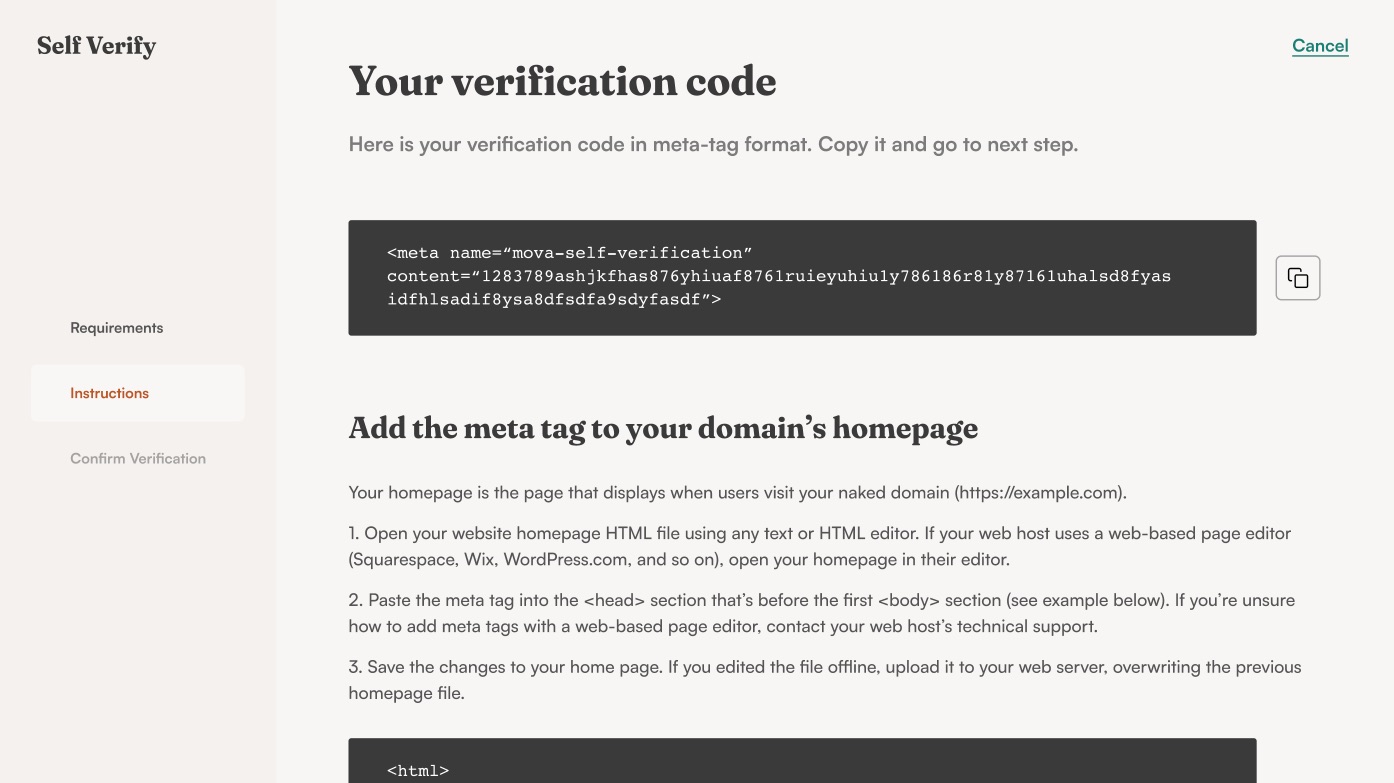 Self Verify
Cancel
Your verification code
Here is your verification code in meta-tag format. Copy it and go to next step.
<meta name=“mova-self-verification”
content=“1283789ashjkfhas876yhiuaf8761ruieyuhiu1y786186r81y87161uhalsd8fyas
idfhlsadif8ysa8dfsdfa9sdyfasdf”>
Requirements
Instructions
Confirm Verification
Add the meta tag to your domain’s homepage
Your homepage is the page that displays when users visit your naked domain (https://example.com).
1. Open your website homepage HTML file using any text or HTML editor. If your web host uses a web-based page editor
(Squarespace, Wix, WordPress.com, and so on), open your homepage in their editor.
2. Paste the meta tag into the <head> section that’s before the first <body> section (see example below). If you’re unsure
how to add meta tags with a web-based page editor, contact your web host’s technical support.
3. Save the changes to your home page. If you edited the file offline, upload it to your web server, overwriting the previous
homepage file.
<html>